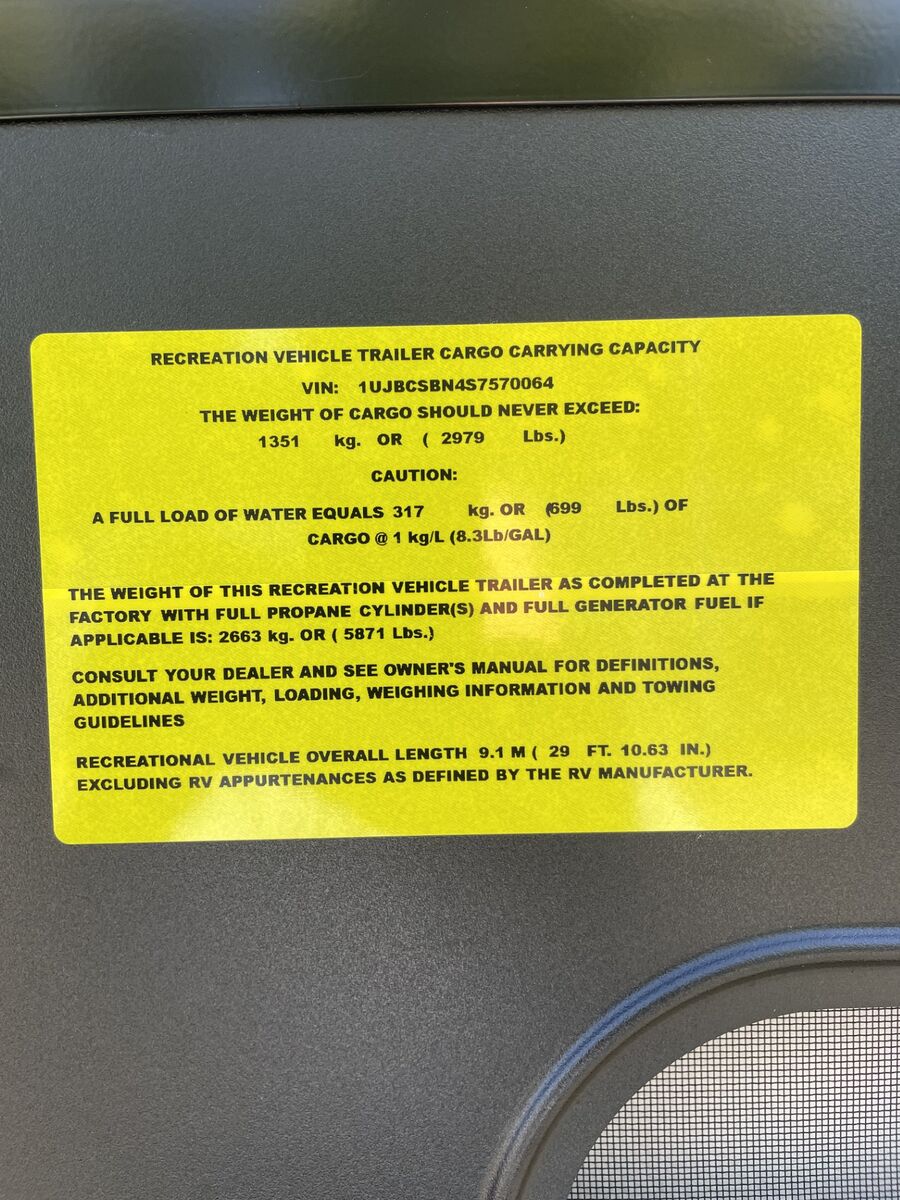 RECREATION VEHICLE TRAILER CARGO CARRYING CAPACITY
VIN: 1UJBCSBN4S7570064
THE WEIGHT OF CARGO SHOULD NEVER EXCEED:
1351 kg. OR ( 2979 Lbs.)
CAUTION:
A FULL LOAD OF WATER EQUALS 317 kg. OR (699 Lbs.) OF
CARGO @ 1 kg/L (8.3Lb/GAL)
THE WEIGHT OF THIS RECREATION VEHICLE TRAILER AS COMPLETED AT THE
FACTORY WITH FULL PROPANE CYLINDER(S) AND FULL GENERATOR FUEL IF
APPLICABLE IS: 2663 kg. OR ( 5871 Lbs.)
CONSULT YOUR DEALER AND SEE OWNER'S MANUAL FOR DEFINITIONS,
ADDITIONAL WEIGHT, LOADING, WEIGHING INFORMATION AND TOWING
GUIDELINES
RECREATIONAL VEHICLE OVERALL LENGTH 9.1 M ( 29 FT. 10.63 IN.)
EXCLUDING RV APPURTENANCES AS DEFINED BY THE RV MANUFACTURER.